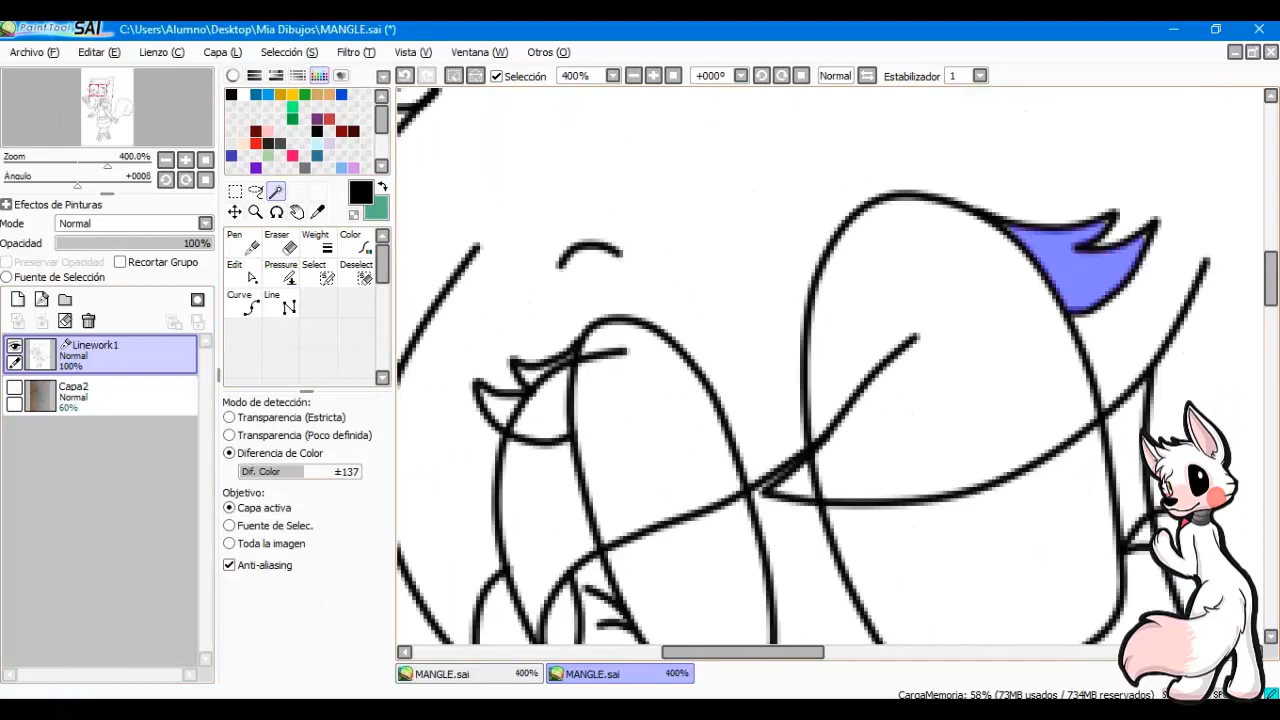 PaintTool SAI C:\Users\Alumno\Desktop\Mia Dibujos\MANGLE.sai (*)
Archivo (F) Editar (E) Lienzo (C) Capa (L) Selección (S) Filtro (T) Vista (V) Ventana (W) Otros (O)
Selección 400% +000º Normal Estabilizador 1
Zoom 400.0%
Ángulo +0008
Efectos de Pinturas
Mode Normal
Opacidad 100%
Preservar Opacidad Recortar Grupo
Fuente de Selección
Linework1
Normal
100%
Capa2
Normal
60%
Pen Eraser Weight Color
Edit Pressure Select Deselect
Curve Line
Modo de detección:
Transparencia (Estricta)
Transparencia (Poco definida)
Diferencia de Color
Dif. Color ±137
Objetivo:
Capa activa
Fuente de Selec.
Toda la imagen
Anti-aliasing
MANGLE.sai 400% MANGLE.sai 400%
CargaMemoria: 58% (73MB usados / 734MB reservados)